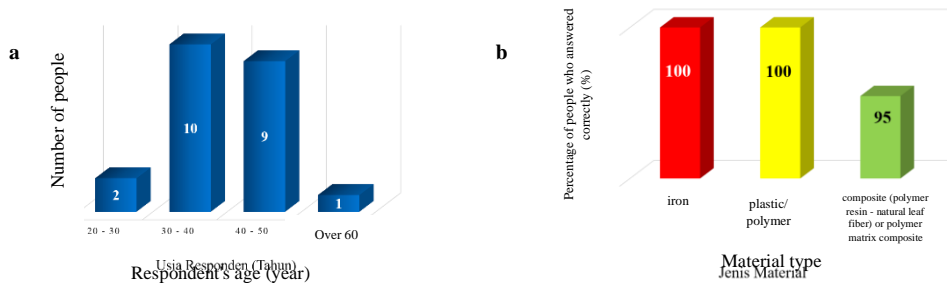 a
Number of people
2
10
9
1
20 - 30
30 - 40
40 - 50
Over 60
Usia Responden (Tahun)
Respondent's age (year)
b
Percentage of people who answered
correctly (%)
100
100
95
iron
plastic/
polymer
composite (polymer
resin - natural leaf
fiber) or polymer
matrix composite
Material type
Jenis Material